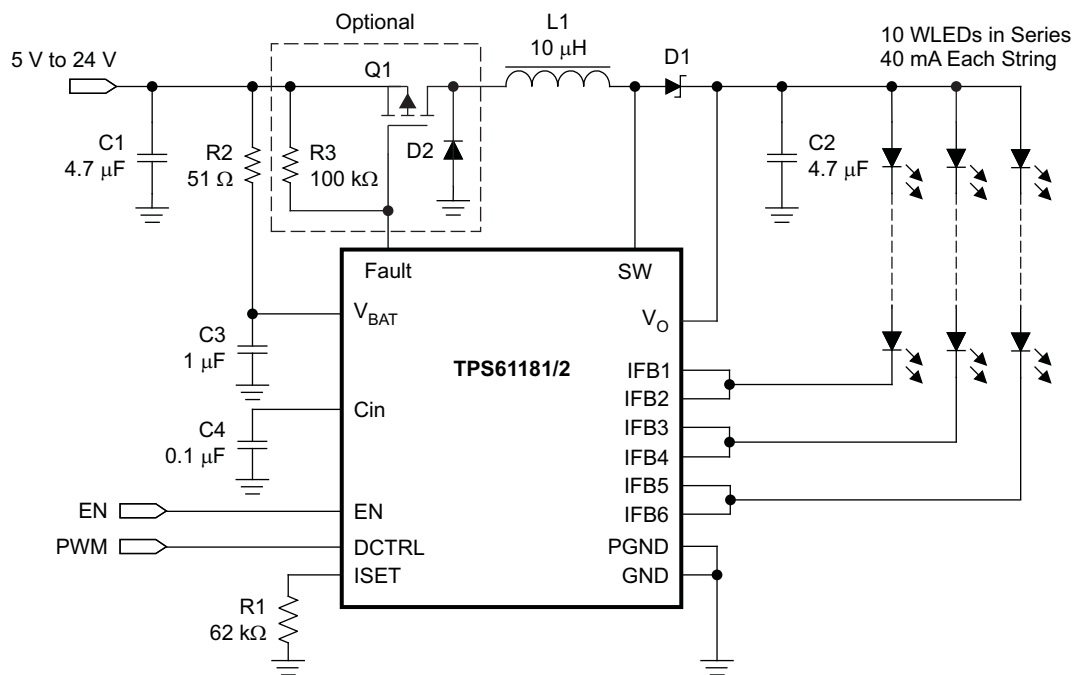 Optional
L1
10 μH
10 WLEDs in Series
40 mA Each String
5 V to 24 V
Q1
D1
C1
4.7 μF
R2
51 Ω
R3
100 kΩ
D2
C2
4.7 μF
Fault
SW
VBAT
VO
C3
1 μF
TPS61181/2
IFB1
IFB2
Cin
C4
0.1 μF
IFB3
IFB4
IFB5
IFB6
EN
EN
PWM
DCTRL
PGND
ISET
GND
R1
62 kΩ